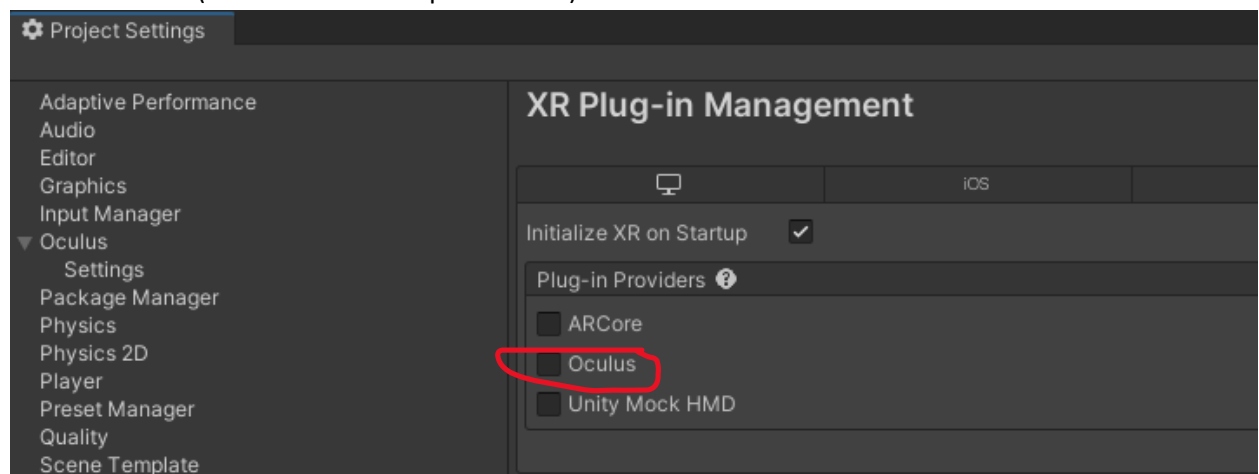 Project Settings
Adaptive Performance
Audio
Editor
Graphics
Input Manager
Oculus
Settings
Package Manager
Physics
Physics 2D
Player
Preset Manager
Quality
Scene Template
XR Plug-in Management
iOS
Initialize XR on Startup
Plug-in Providers
ARCore
Oculus
Unity Mock HMD